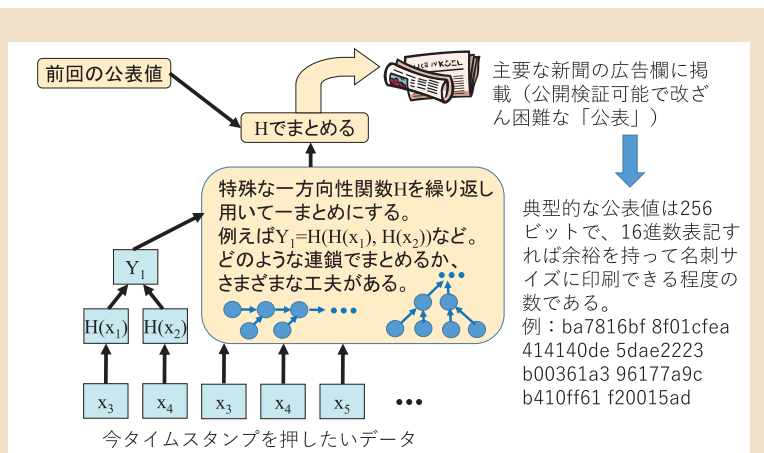 前回の公表値
Hでまとめる
主要な新聞の広告欄に掲
載（公開検証可能で改ざ
ん困難な「公表」）
特殊な一方向性関数Hを繰り返し
用いて一まとめにする。
例えばY₁=H(H(x₁), H(x₂))など。
どのような連鎖でまとめるか、
さまざまな工夫がある。
•••
•••
典型的な公表値は256
ビットで、16進数表記す
れば余裕を持って名刺サ
イズに印刷できる程度の
数である。
例：ba7816bf 8f01cfea
414140de 5dae2223
b00361a3 96177a9c
b410ff61 f20015ad
Y₁
H(x₁) H(x₂)
x₃ x₄ x₃ x₄ x₅ •••
今タイムスタンプを押したいデータ